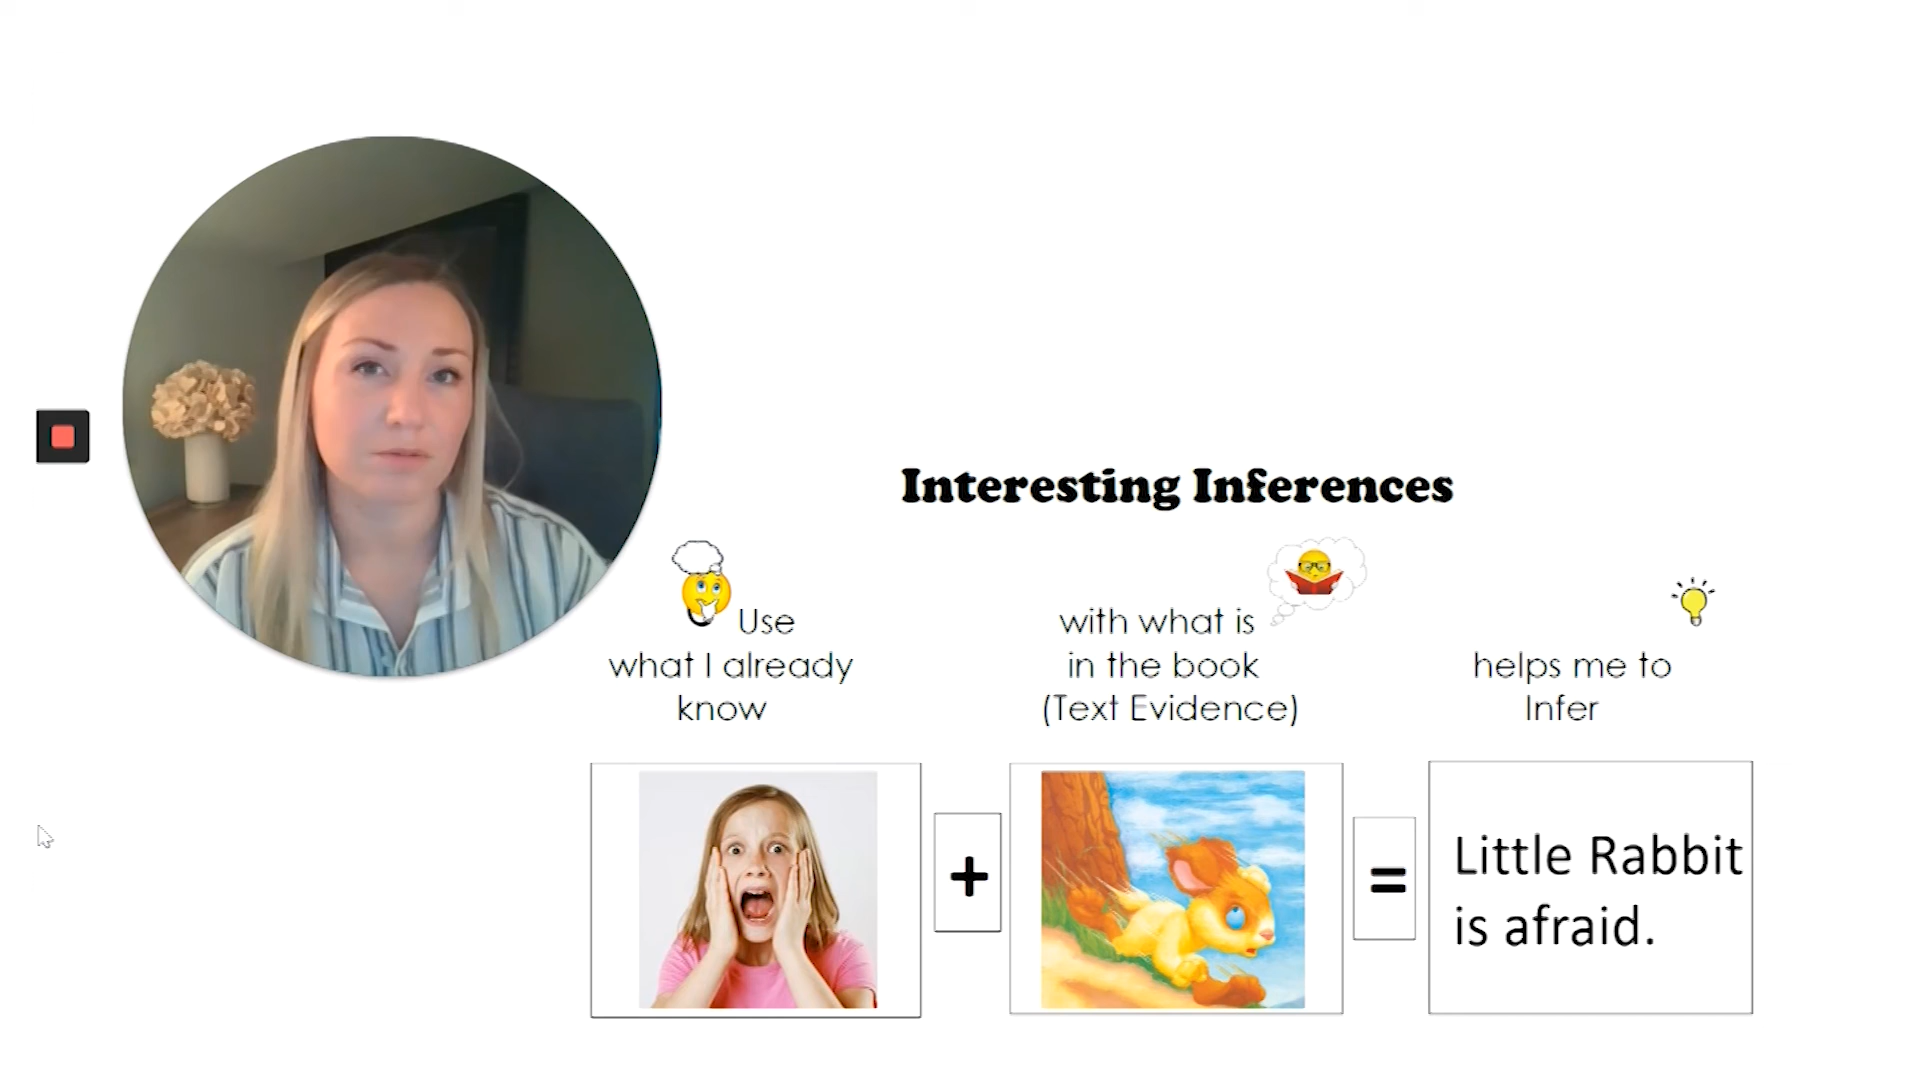 Interesting Inferences
Use
what I already
know
with what is
in the book
(Text Evidence)
helps me to
Infer
+
=
Little Rabbit
is afraid.